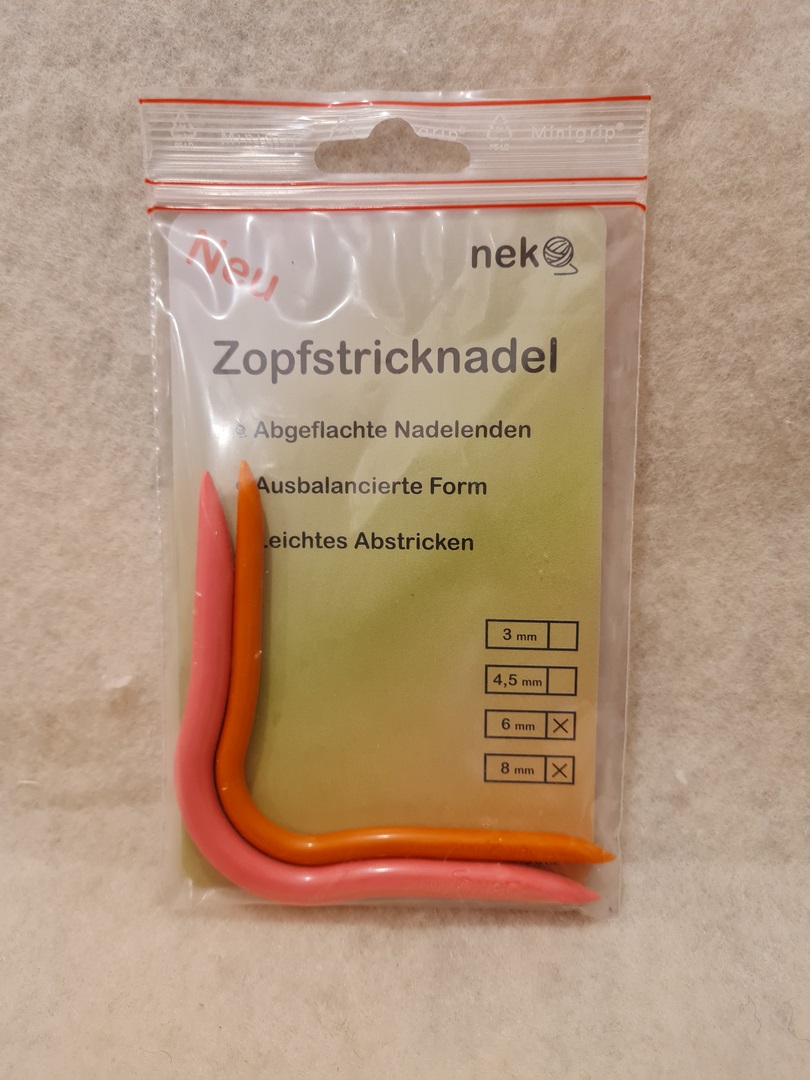 Minigrip®
Neu
neko
Zopfstricknadel
Abgeflachte Nadelenden
Ausbalancierte Form
Leichtes Abstricken
3 mm
4,5 mm
6 mm X
8 mm X